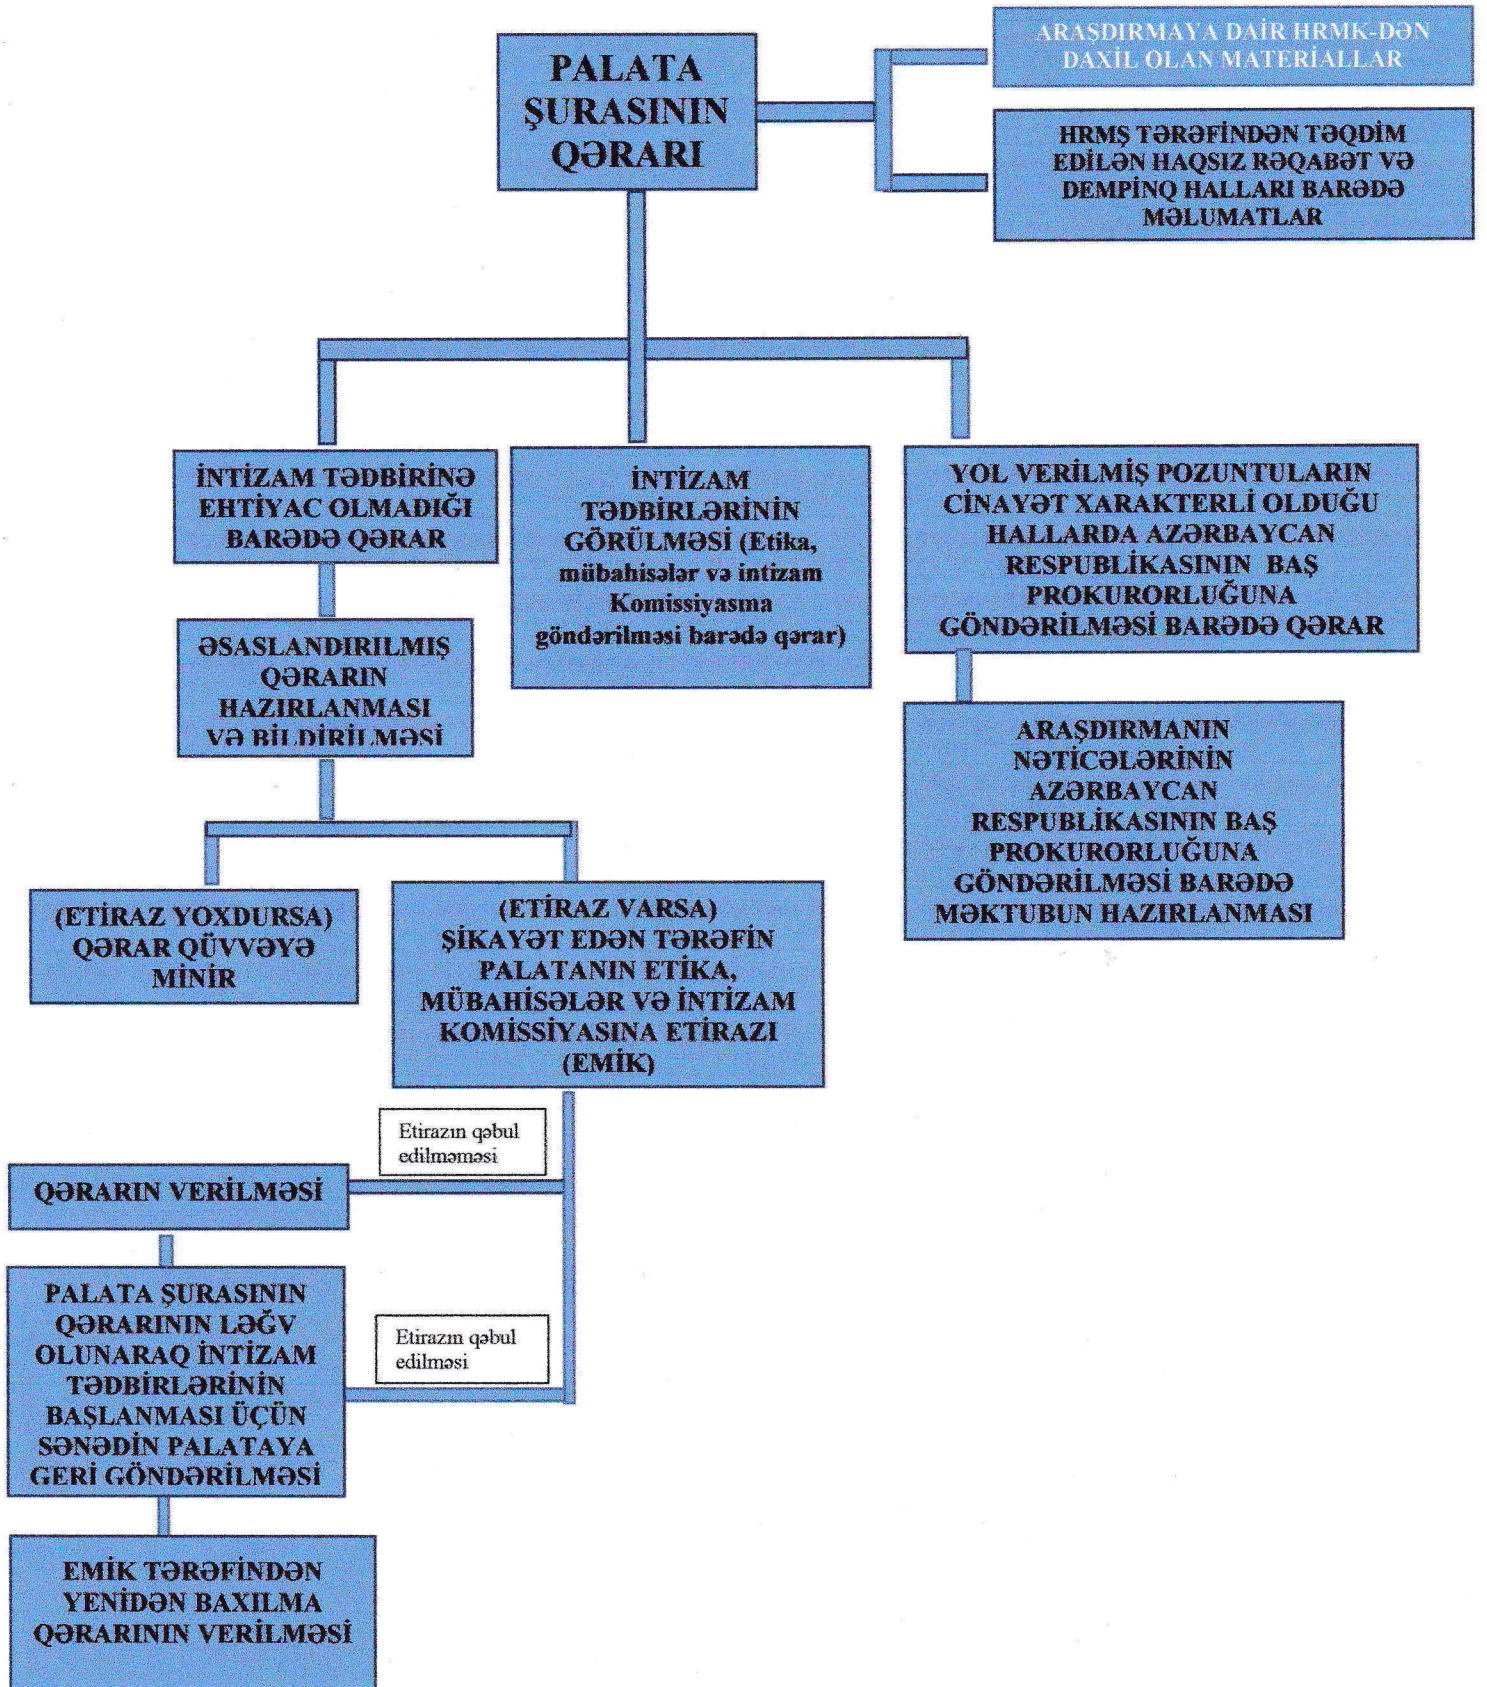 PALATA
ŞURASININ
QƏRARI
ARAŞDIRMAYA DAİR HRMK-DƏN
DAXİL OLAN MATERİALLAR
HRMŞ TƏRƏFİNDƏN TƏQDİM
EDİLƏN HAQSIZ RƏQABƏT VƏ
DEMPİNQ HALLARI BARƏDƏ
MƏLUMATLAR
İNTİZAM TƏDBİRİNƏ
EHTİYAC OLMADIĞI
BARƏDƏ QƏRAR
İNTİZAM
TƏDBİRLƏRİNİN
GÖRÜLMƏSİ (Etika,
mübahisələr və intizam
Komissiyasına
göndərilməsi barədə qərar)
YOL VERİLMİŞ POZUNTULARIN
CİNAYƏT XARAKTERLİ OLDUĞU
HALLARDA AZƏRBAYCAN
RESPUBLİKASININ BAŞ
PROKURORLUĞUNA
GÖNDƏRİLMƏSİ BARƏDƏ QƏRAR
ƏSASLANDIRILMIŞ
QƏRARIN
HAZIRLANMASI
VƏ BİLDİRİLMƏSİ
ARAŞDIRMANIN
NƏTİCƏLƏRİNİN
AZƏRBAYCAN
RESPUBLİKASININ BAŞ
PROKURORLUĞUNA
GÖNDƏRİLMƏSİ BARƏDƏ
MƏKTUBUN HAZIRLANMASI
(ETİRAZ YOXDURSA)
QƏRAR QÜVVƏYƏ
MİNİR
(ETİRAZ VARSA)
ŞİKAYƏT EDƏN TƏRƏFİN
PALATANIN ETİKA,
MÜBAHİSƏLƏR VƏ İNTİZAM
KOMİSSİYASINA ETİRAZI
(EMİK)
Etirazın qəbul
edilməməsi
QƏRARIN VERİLMƏSİ
PALATA ŞURASININ
QƏRARININ LƏĞV
OLUNARAQ İNTİZAM
TƏDBİRLƏRİNİN
BAŞLANMASI ÜÇÜN
SƏNƏDİN PALATAYA
GERİ GÖNDƏRİLMƏSİ
Etirazın qəbul
edilməsi
EMİK TƏRƏFİNDƏN
YENİDƏN BAXILMA
QƏRARININ VERİLMƏSİ